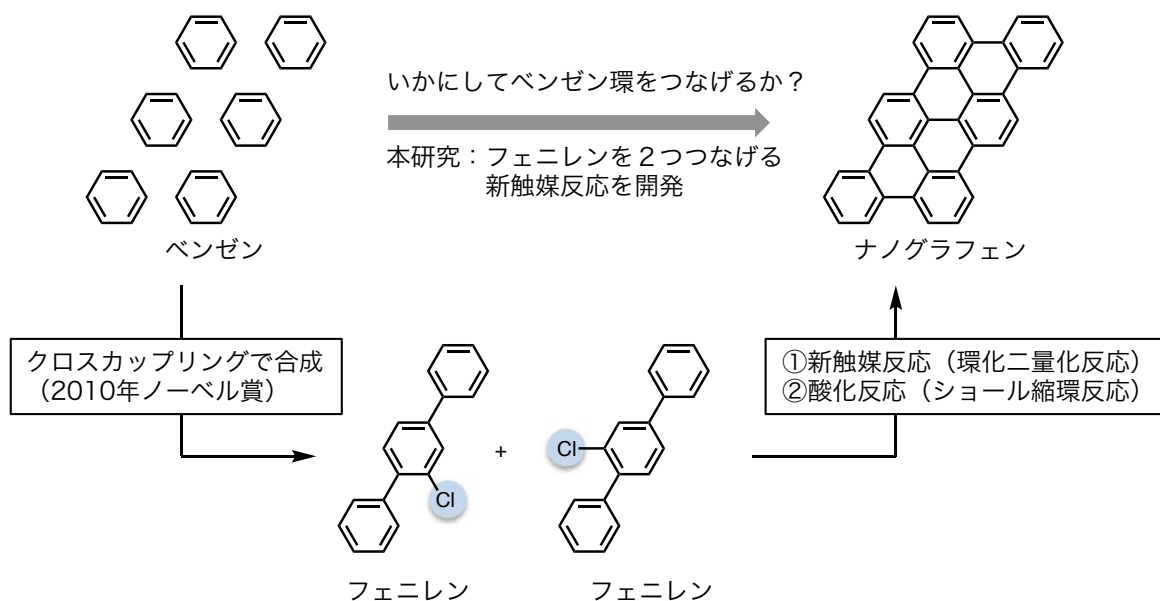 いかにしてベンゼン環をつなげるか？
本研究：フェニレンを２つつなげる
新触媒反応を開発
ベンゼン
ナノグラフェン
クロスカップリングで合成
（2010年ノーベル賞）
①新触媒反応（環化二量化反応）
②酸化反応（ショール縮環反応）
Cl
+
Cl
フェニレン
フェニレン